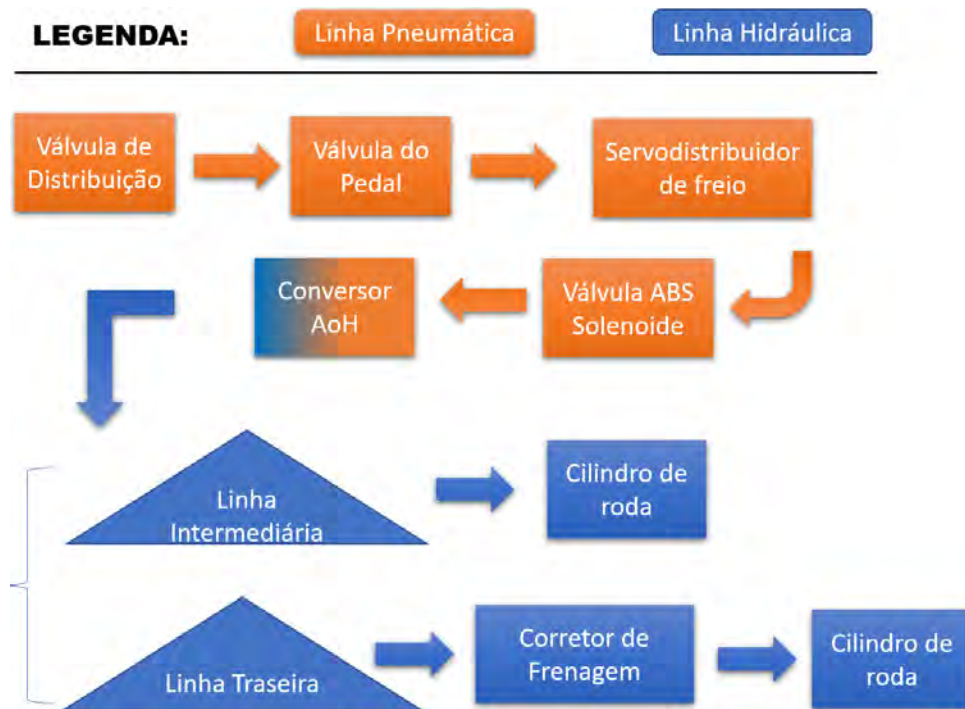 LEGENDA:
Linha Pneumática
Linha Hidráulica
Válvula de
Distribuição
Válvula do
Pedal
Servodistribuidor
de freio
Conversor
AoH
Válvula ABS
Solenoide
Linha
Intermediária
Cilindro de
roda
Linha Traseira
Corretor de
Frenagem
Cilindro de
roda